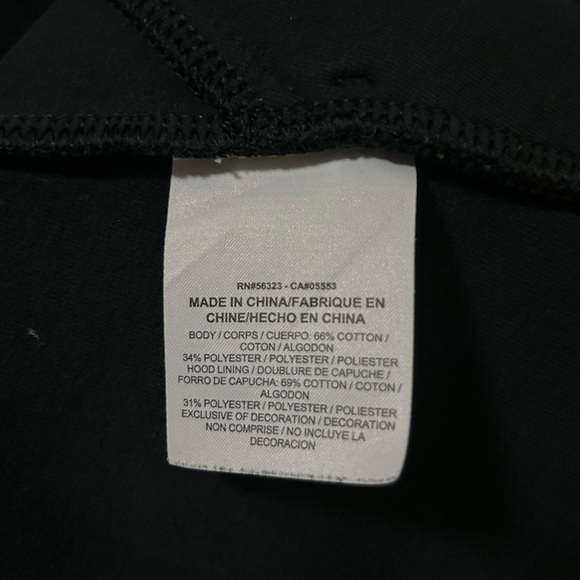 RN#56323 - CA#05553
MADE IN CHINA/FABRIQUE EN
CHINE/HECHO EN CHINA
BODY / CORPS / CUERPO: 66% COTTON /
COTON / ALGODON
34% POLYESTER / POLYESTER / POLIESTER
HOOD LINING / DOUBLURE DE CAPUCHE /
FORRO DE CAPUCHA: 69% COTTON / COTON /
ALGODON
31% POLYESTER / POLYESTER / POLIESTER
EXCLUSIVE OF DECORATION / DECORATION
NON COMPRISE / NO INCLUYE LA
DECORACION